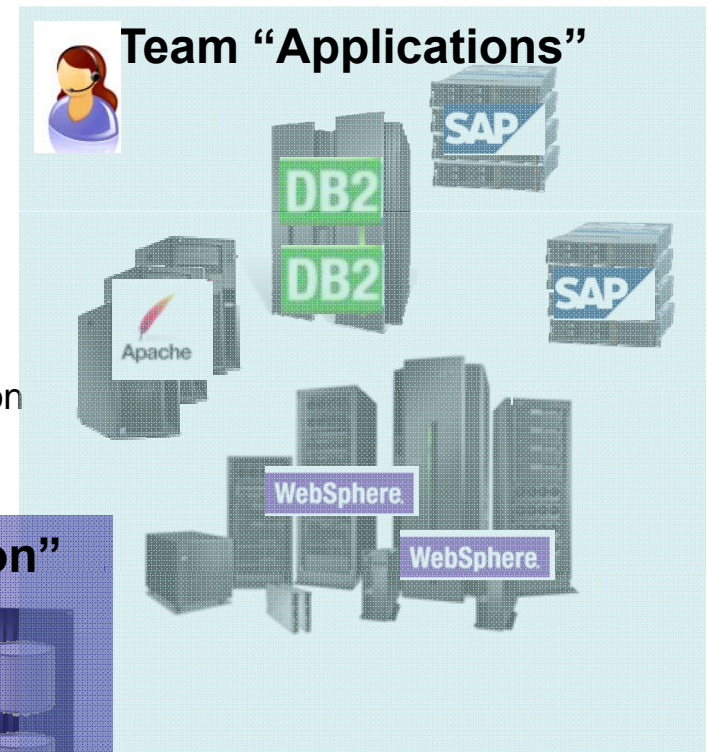 Team “Applications”
SAP
DB2
DB2
SAP
Apache
on
WebSphere.
WebSphere.
on”